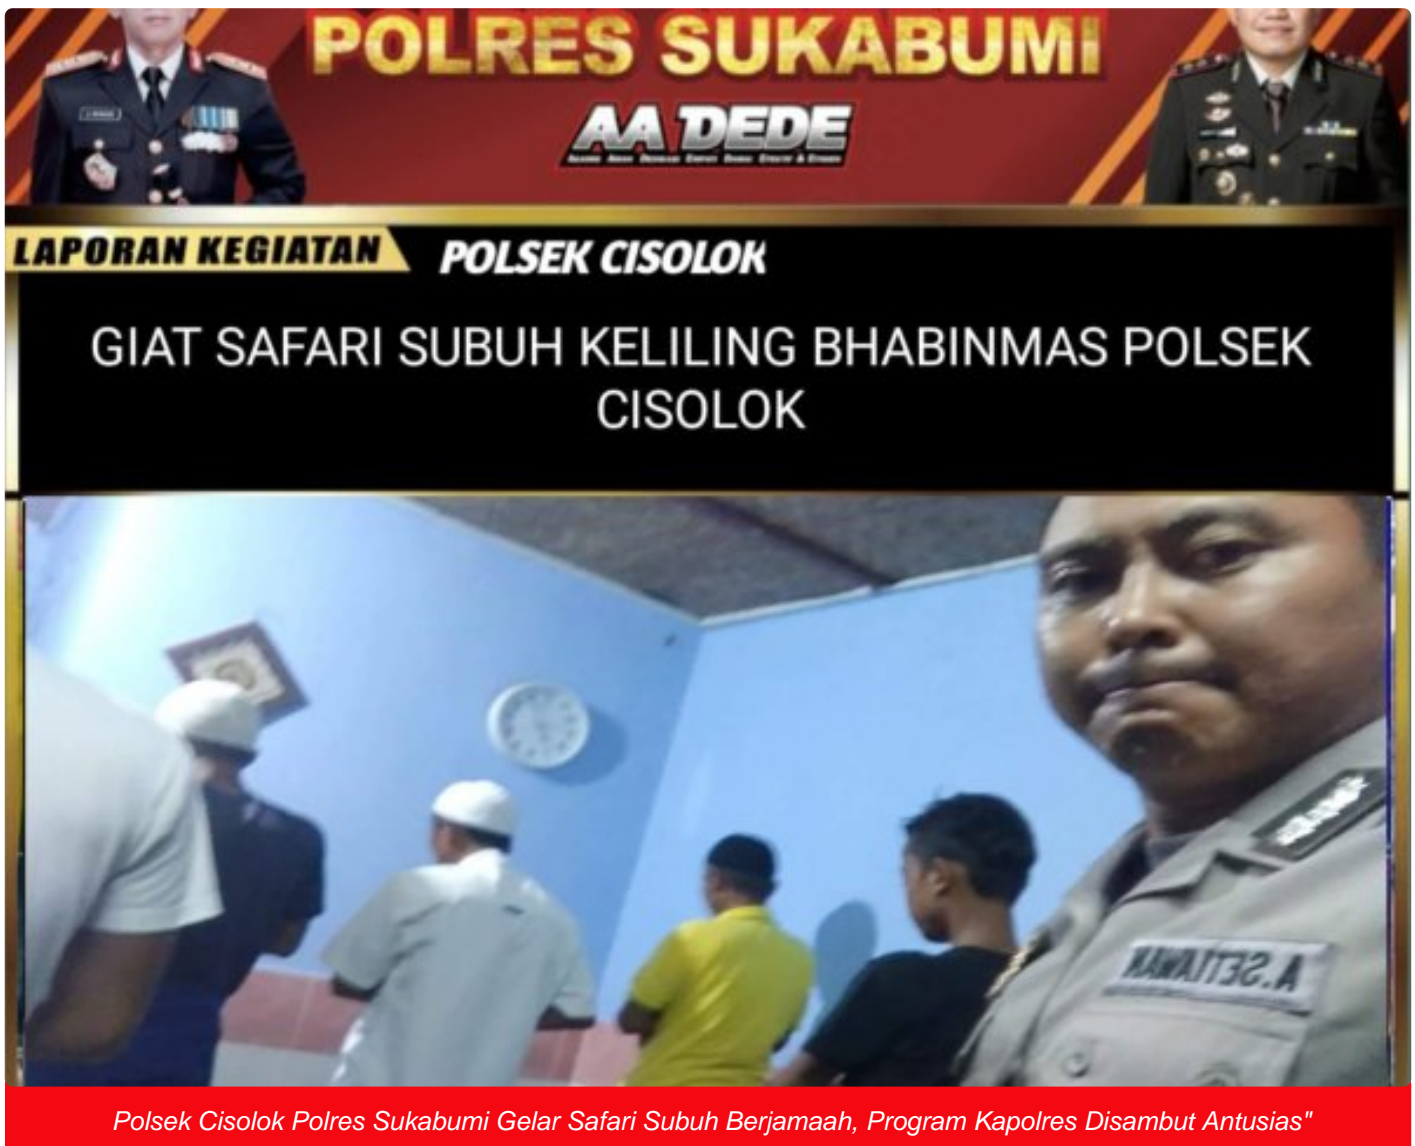 POLRES SUKABUMI
AA DEDE
LAPORAN KEGIATAN POLSEK CISOLOK
GIAT SAFARI SUBUH KELILING BHABINMAS POLSEK
CISOLOK
A.SETIAWAN
Polsek Cisolok Polres Sukabumi Gelar Safari Subuh Berjamaah, Program Kapolres Disambut Antusias"